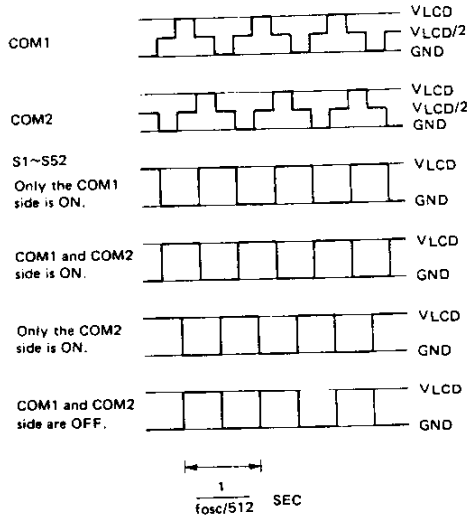 COM1
VLCD
VLCD/2
GND
COM2
VLCD
VLCD/2
GND
S1~S52
Only the COM1
side is ON.
VLCD
GND
COM1 and COM2
side is ON.
VLCD
GND
Only the COM2
side is ON.
VLCD
GND
COM1 and COM2
side are OFF.
VLCD
GND
1
fosc/512 SEC